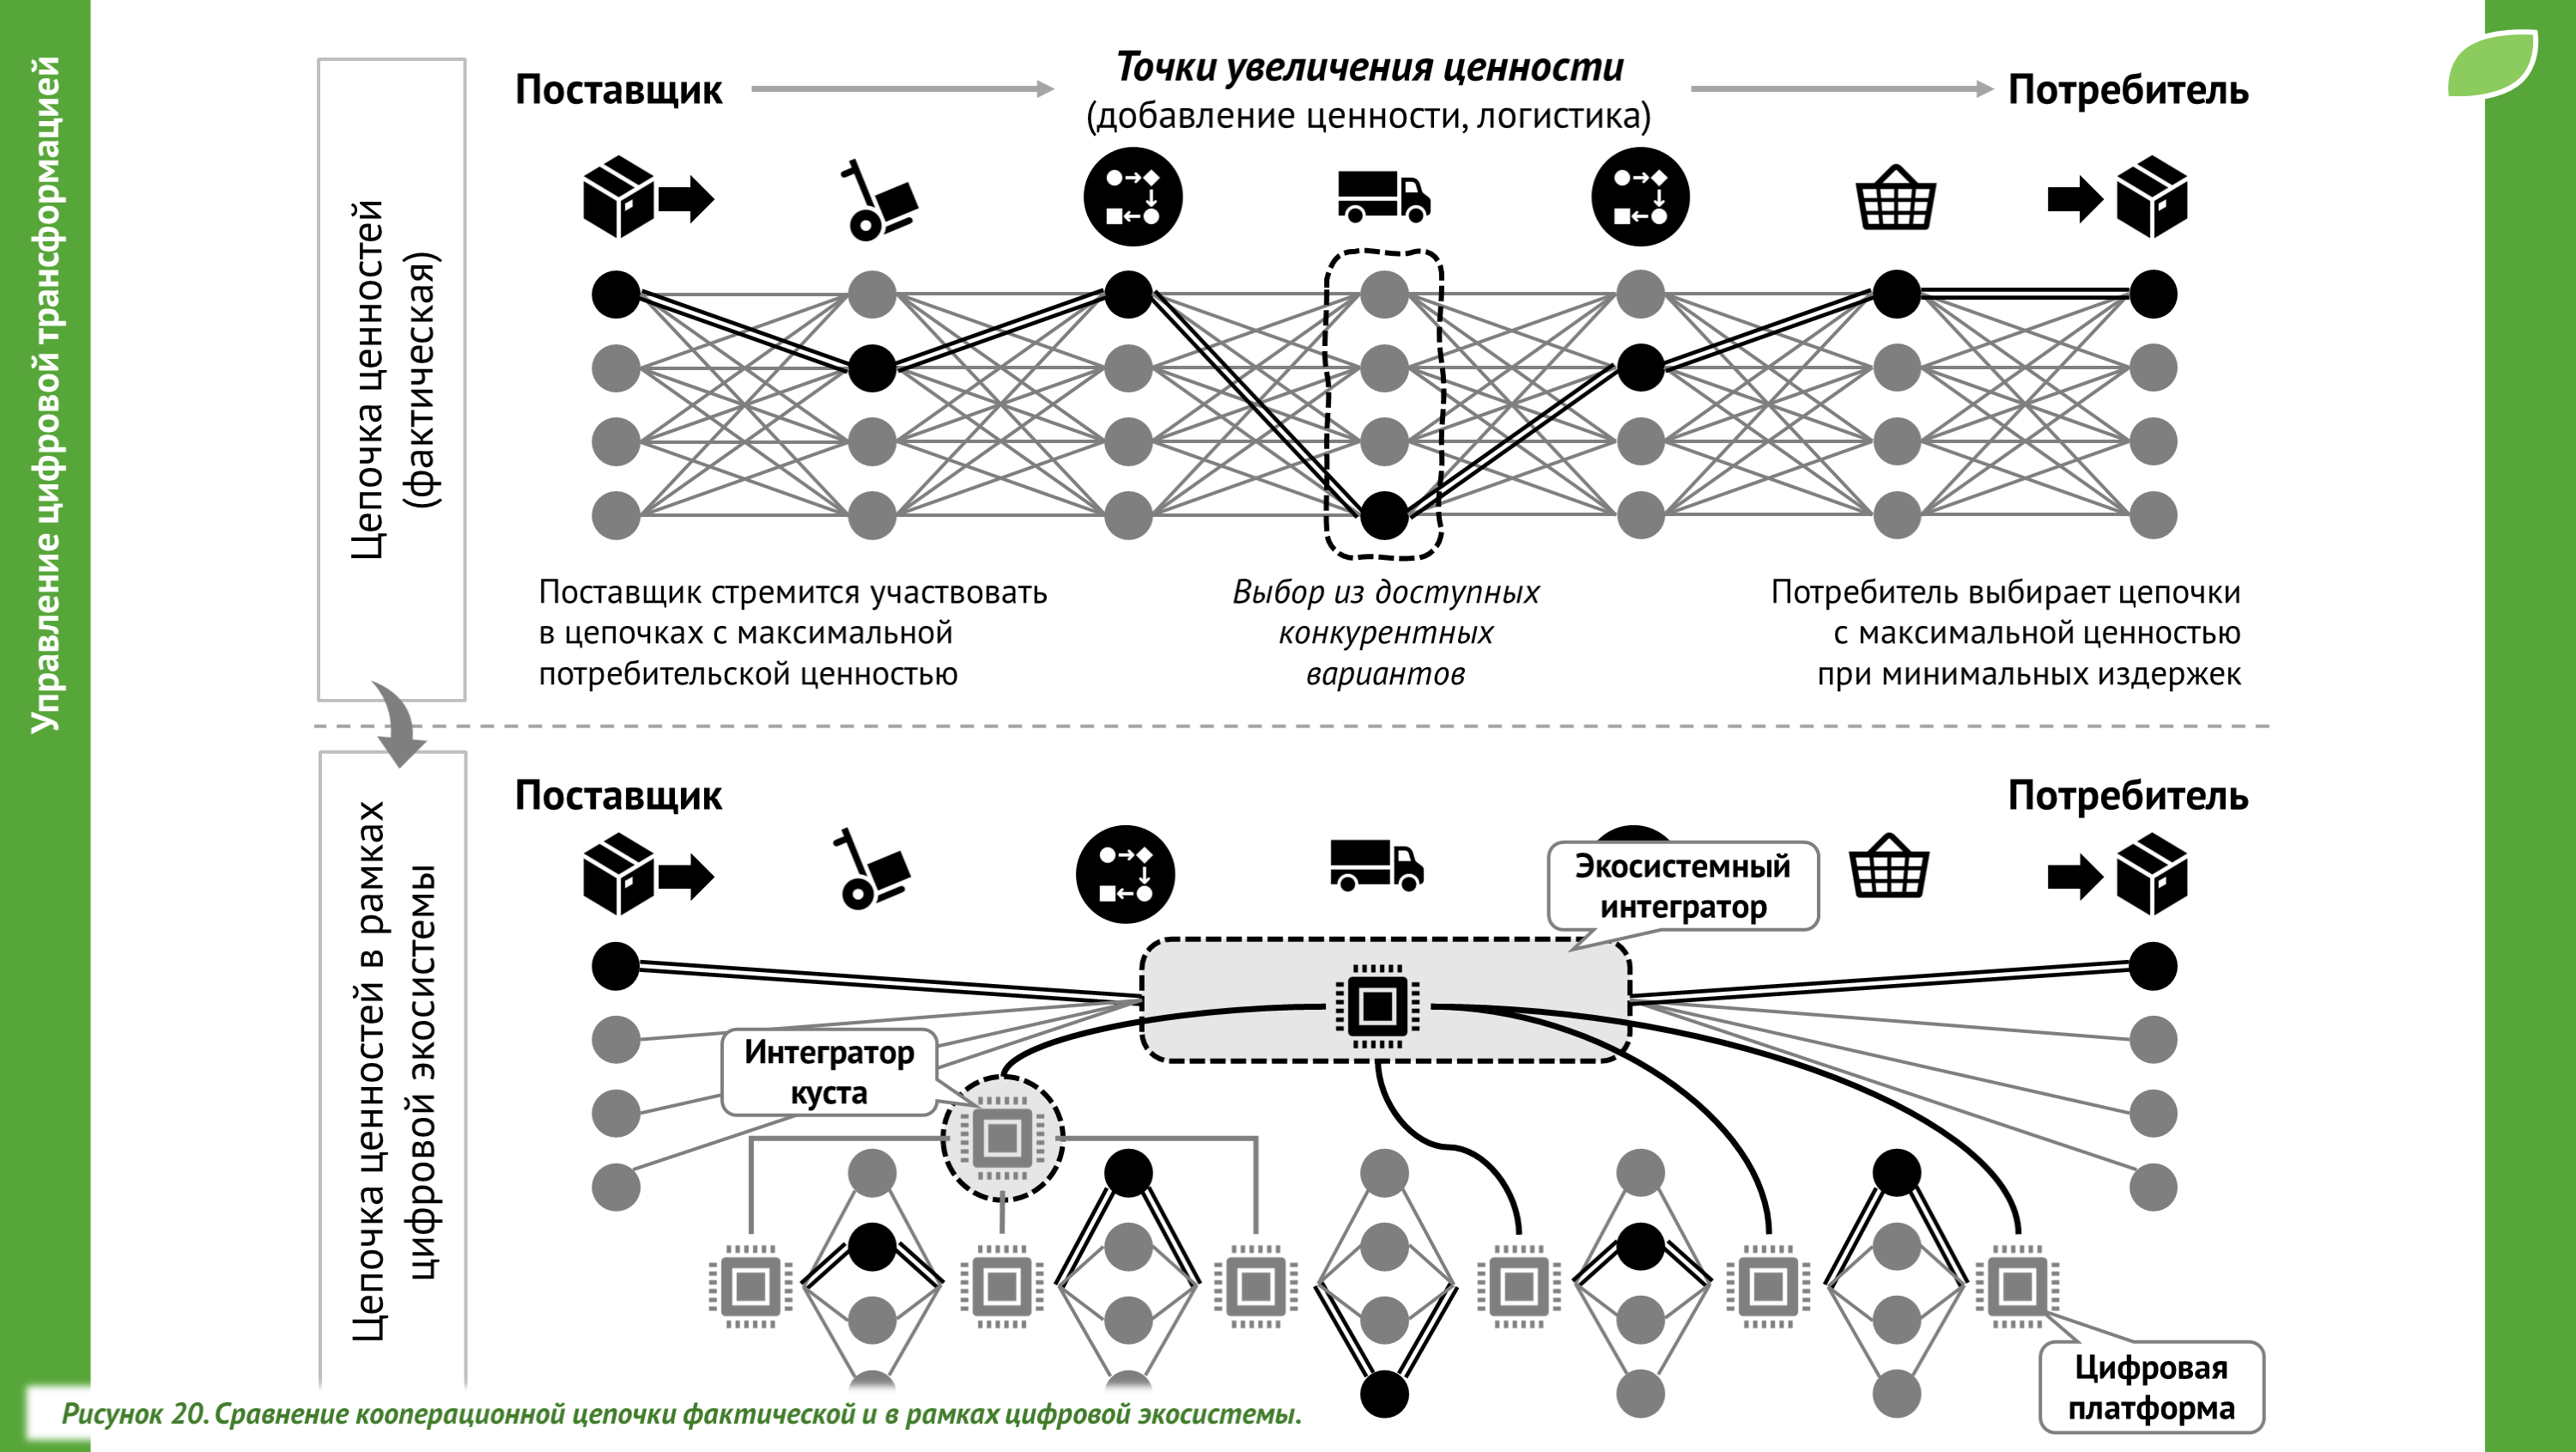 Управление цифровой трансформацией
Цепочка ценностей
(фактическая)
Поставщик
Точки увеличения ценности
(добавление ценности, логистика)
Потребитель
Поставщик стремится участвовать
в цепочках с максимальной
потребительской ценностью
Выбор из доступных
конкурентных
вариантов
Потребитель выбирает цепочки
с максимальной ценностью
при минимальных издержек
Цепочка ценностей в рамках
цифровой экосистемы
Поставщик
Потребитель
Экосистемный
интегратор
Интегратор
куста
Цифровая
платформа
Рисунок 20. Сравнение кооперационной цепочки фактической и в рамках цифровой экосистемы.